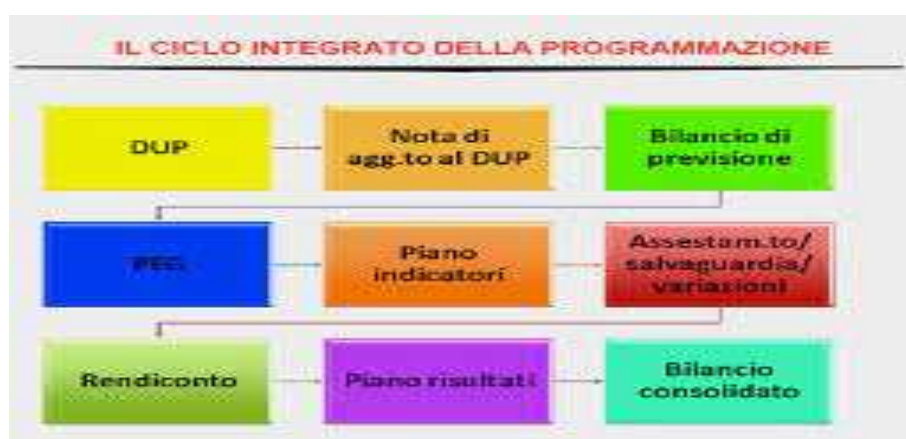 IL CICLO INTEGRATO DELLA PROGRAMMAZIONE
DUP
Nota di
agg.to al DUP
Bilancio di
previsione
PEG
Piano
indicatori
Assestam.to/
salvaguardia/
variazioni
Rendiconto
Piano risultati
Bilancio
consolidato